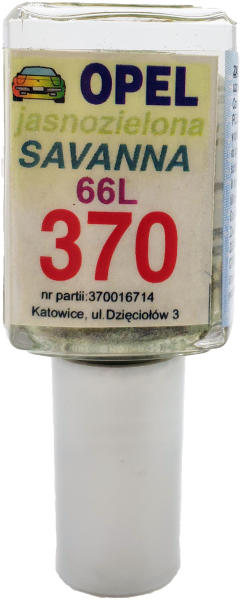 OPEL
jasnozielona
SAVANNA
66L
370
nr partii:370016714
Katowice, ul.Dzięciołów 3